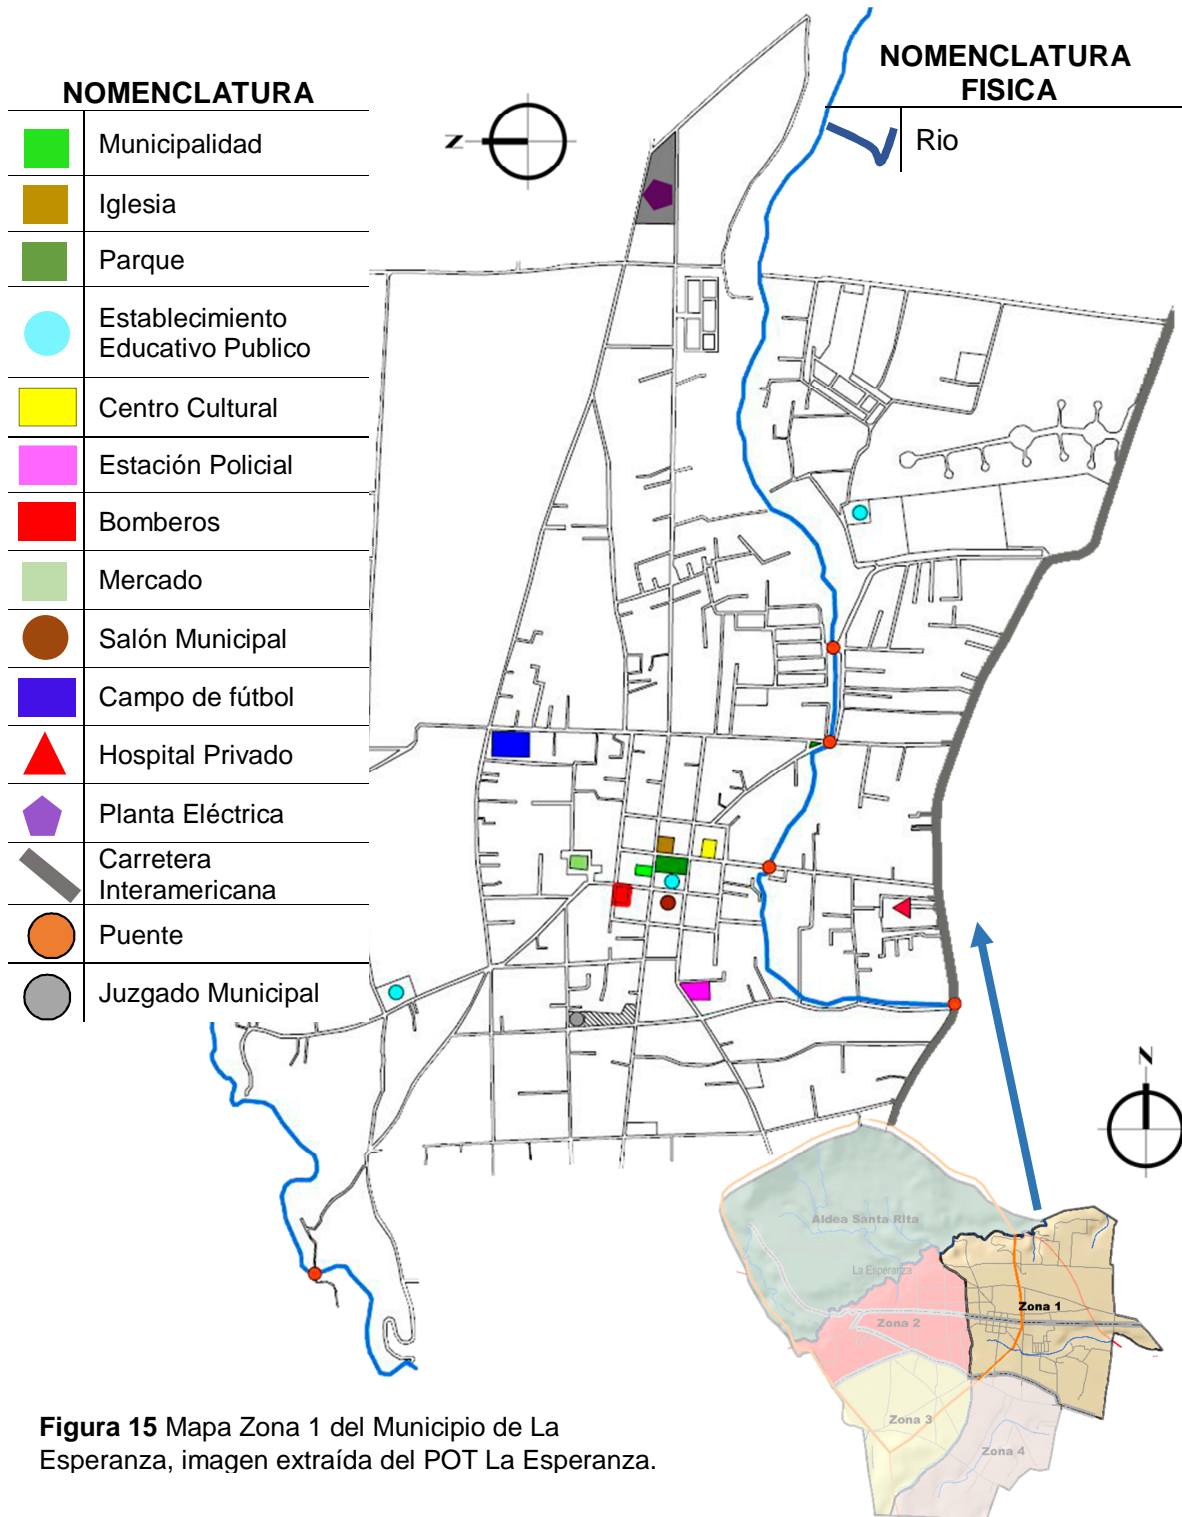 NOMENCLATURA
Municipalidad
Iglesia
Parque
Establecimiento
Educativo Publico
Centro Cultural
Estación Policial
Bomberos
Mercado
Salón Municipal
Campo de fútbol
Hospital Privado
Planta Eléctrica
Carretera
Interamericana
Puente
Juzgado Municipal
NOMENCLATURA
FISICA
Rio
N
N
Aldea Santa Rita
La Esperanza
Zona 1
Zona 2
Zona 3
Zona 4
Figura 15 Mapa Zona 1 del Municipio de La
Esperanza, imagen extraída del POT La Esperanza.